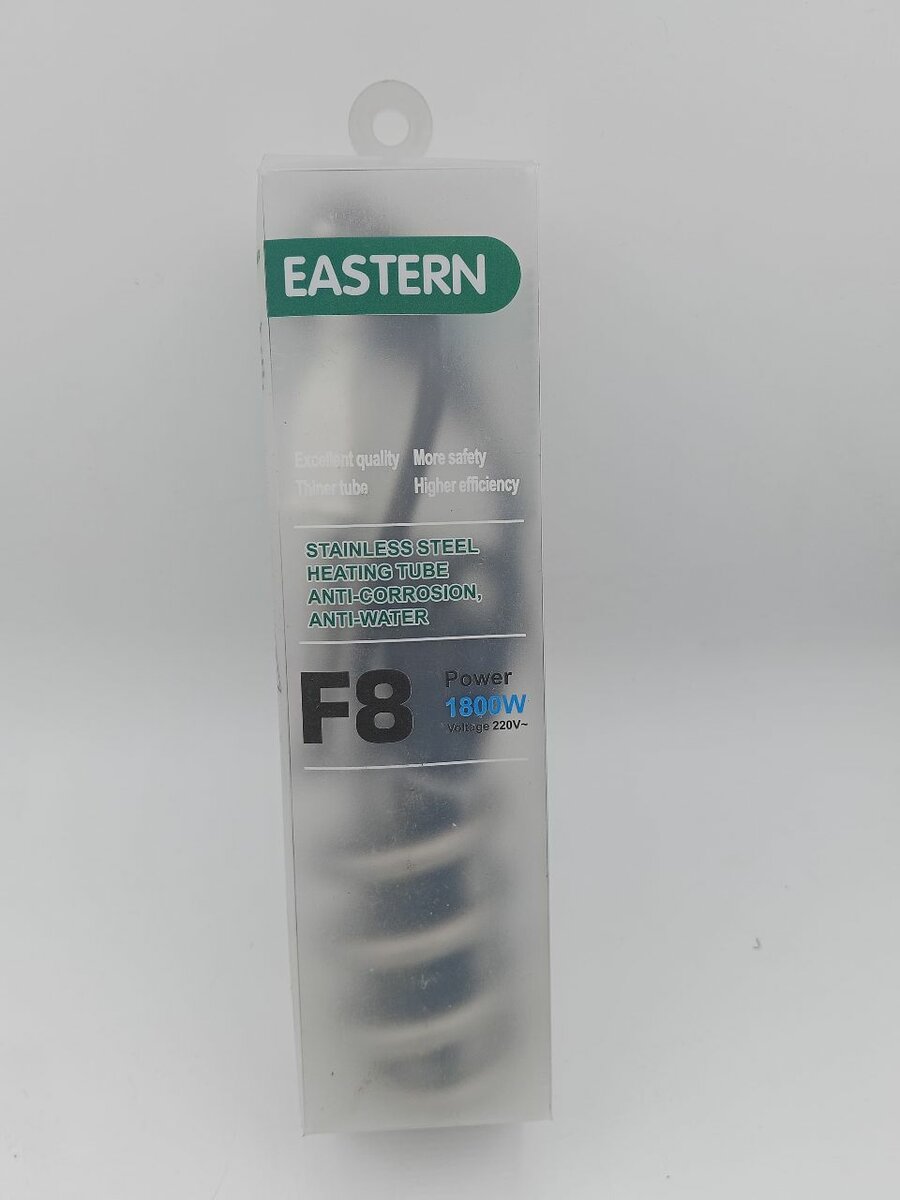 EASTERN
Excellent quality More safety
Thiner tube Higher efficiency
STAINLESS STEEL
HEATING TUBE
ANTI-CORROSION,
ANTI-WATER
F8 Power
1800W
Voltage 220V~